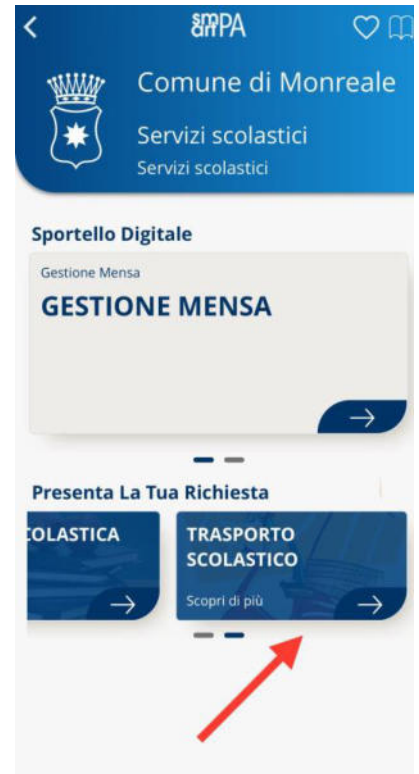 smartPA
Comune di Monreale
Servizi scolastici
Servizi scolastici
Sportello Digitale
Gestione Mensa
GESTIONE MENSA
Presenta La Tua Richiesta
COLASTICA
TRASPORTO
SCOLASTICO
Scopri di più